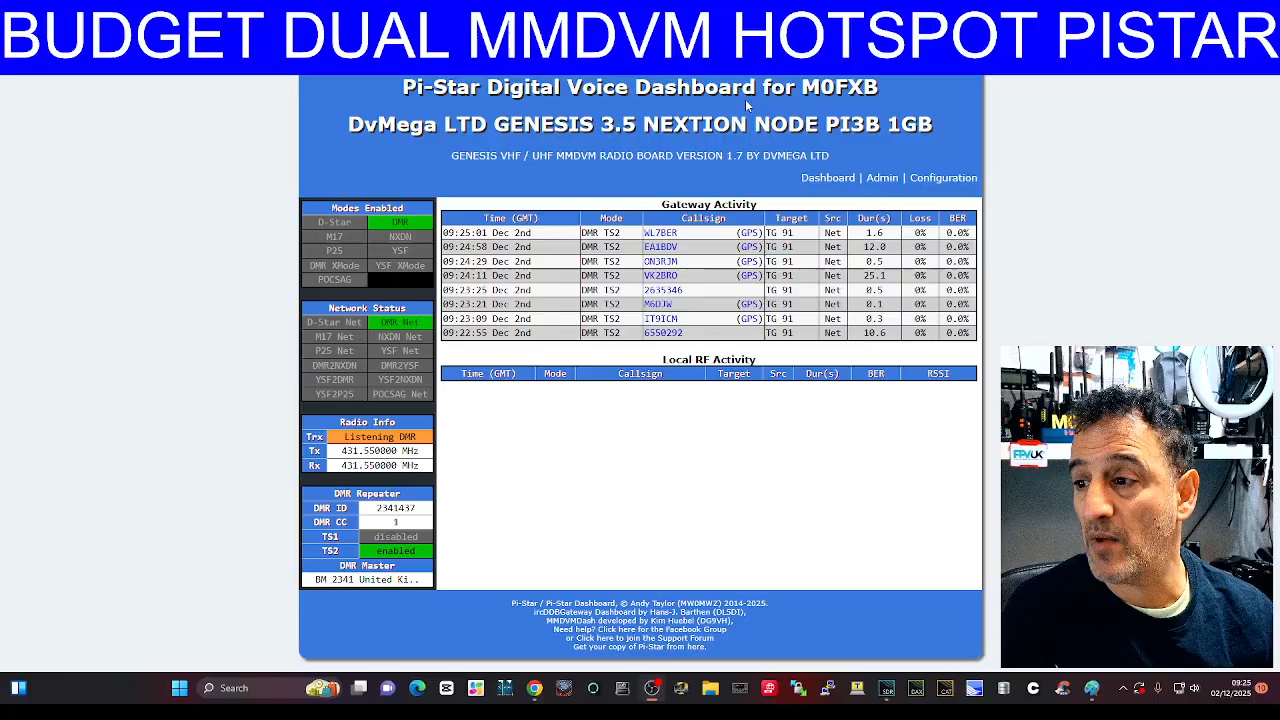 BUDGET DUAL MMDVM HOTSPOT PISTAR
Pi-Star Digital Voice Dashboard for M0FXB
DvMega LTD GENESIS 3.5 NEXTION NODE PI3B 1GB
GENESIS VHF / UHF MMDVM RADIO BOARD VERSION 1.7 BY DVMEGA LTD
Dashboard | Admin | Configuration
Modes Enabled
D-Star DMR
M17 NXDN
P25 YSF
DMR XMode YSF XMode
POCSAG
Network Status
D-Star Net DMR Net
M17 Net NXDN Net
P25 Net YSF Net
DMR2NXDN DMR2YSF
YSF2DMR YSF2NXDN
YSF2P25 POCSAG Net
Radio Info
Trx Listening DMR
Tx 431.550000 MHz
Rx 431.550000 MHz
DMR Repeater
DMR ID 2341437
DMR CC 1
TS1 disabled
TS2 enabled
DMR Master
BM 2341 United Ki..
Gateway Activity
Time (GMT) Mode Callsign Target Src Dur(s) Loss BER
09:25:01 Dec 2nd DMR TS2 WL7BER (GPS) TG 91 Net 1.6 0% 0.0%
09:24:58 Dec 2nd DMR TS2 EA1BDV (GPS) TG 91 Net 12.0 0% 0.0%
09:24:29 Dec 2nd DMR TS2 ON3RJM (GPS) TG 91 Net 0.5 0% 0.0%
09:24:11 Dec 2nd DMR TS2 VK2BRO (GPS) TG 91 Net 25.1 0% 0.0%
09:23:25 Dec 2nd DMR TS2 2635346 TG 91 Net 0.5 0% 0.0%
09:23:21 Dec 2nd DMR TS2 M6DJW (GPS) TG 91 Net 0.1 0% 0.0%
09:23:09 Dec 2nd DMR TS2 IT9ICM (GPS) TG 91 Net 0.3 0% 0.0%
09:22:55 Dec 2nd DMR TS2 6550292 TG 91 Net 10.6 0% 0.0%
Local RF Activity
Time (GMT) Mode Callsign Target Src Dur(s) BER RSSI
Pi-Star / Pi-Star Dashboard, © Andy Taylor (MW0MWZ) 2014-2025.
ircDDBGateway Dashboard by Hans-J. Barthen (DL5DI),
MMDVMDash developed by Kim Huebel (DG9VH),
Need help? Click here for the Facebook Group
or Click here to join the Support Forum
Get your copy of Pi-Star from here.
FPVUK
Search
SDR
DAX
CAT
09:25
02/12/2025